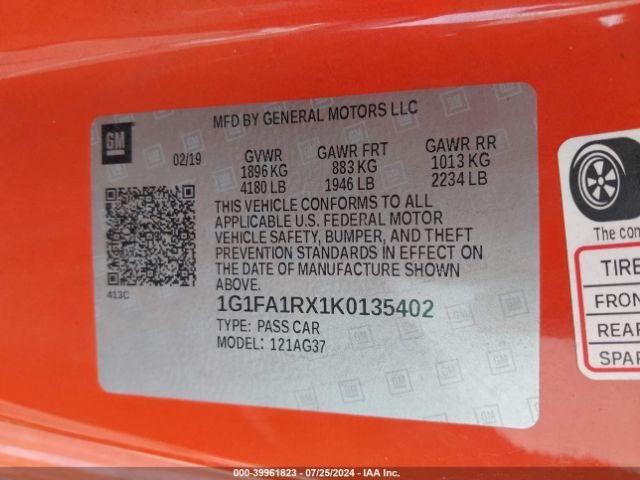 MFD BY GENERAL MOTORS LLC
GM
02/19
GVWR GAWR FRT GAWR RR
1896 KG 883 KG 1013 KG
4180 LB 1946 LB 2234 LB
THIS VEHICLE CONFORMS TO ALL
APPLICABLE U.S. FEDERAL MOTOR
VEHICLE SAFETY, BUMPER, AND THEFT
PREVENTION STANDARDS IN EFFECT ON
THE DATE OF MANUFACTURE SHOWN
ABOVE.
413C
1G1FA1RX1K0135402
TYPE: PASS CAR
MODEL: 121AG37
The con
TIRE
FRON
REAR
SPAR
000-39961823 - 07/25/2024 - IAA Inc.